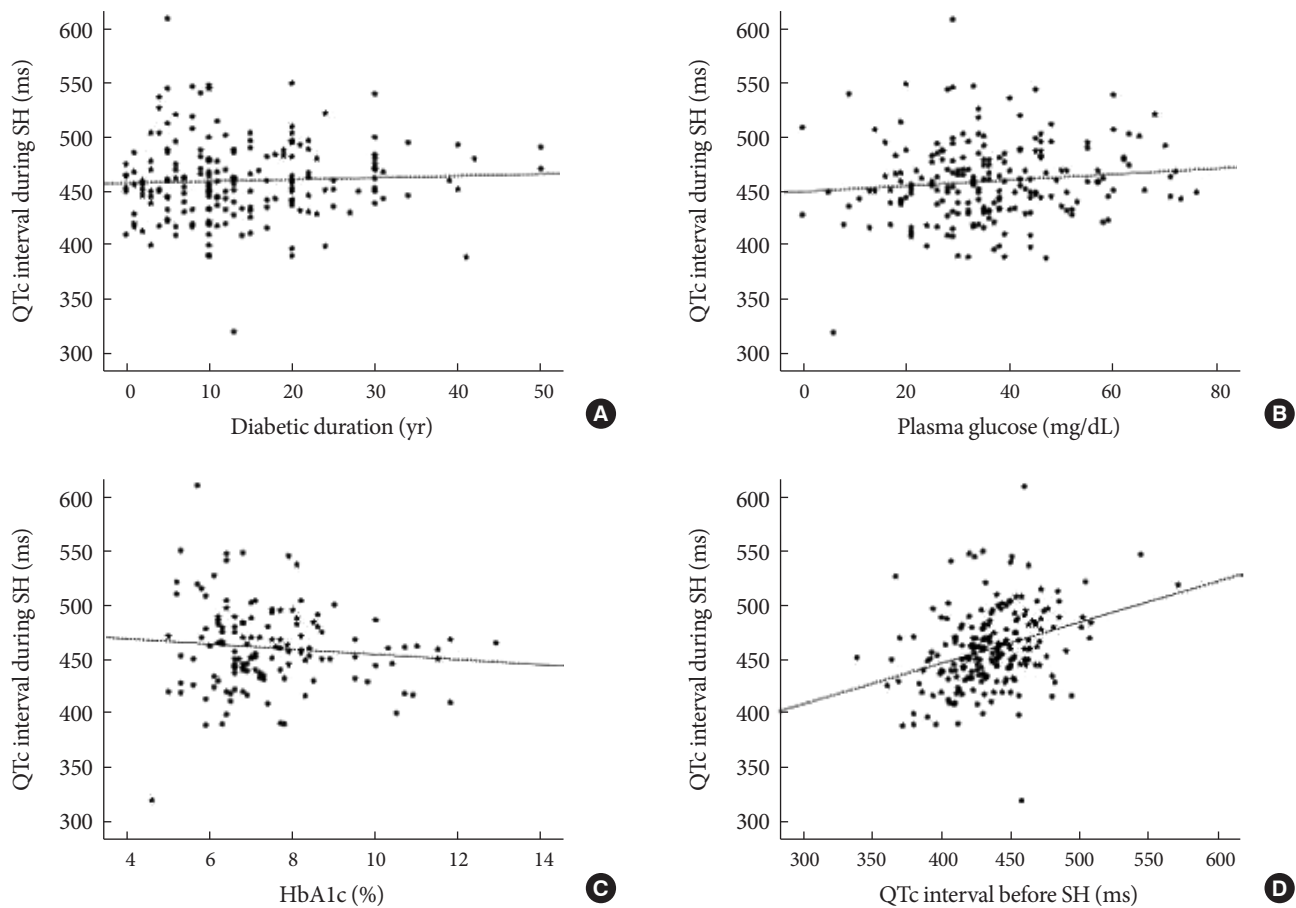 QTc interval during SH (ms)
600
550
500
450
400
350
300
0 10 20 30 40 50
Diabetic duration (yr)
A
QTc interval during SH (ms)
600
550
500
450
400
350
300
0 20 40 60 80
Plasma glucose (mg/dL)
B
QTc interval during SH (ms)
600
550
500
450
400
350
300
4 6 8 10 12 14
HbA1c (%)
C
QTc interval during SH (ms)
600
550
500
450
400
350
300
300 350 400 450 500 550 600
QTc interval before SH (ms)
D